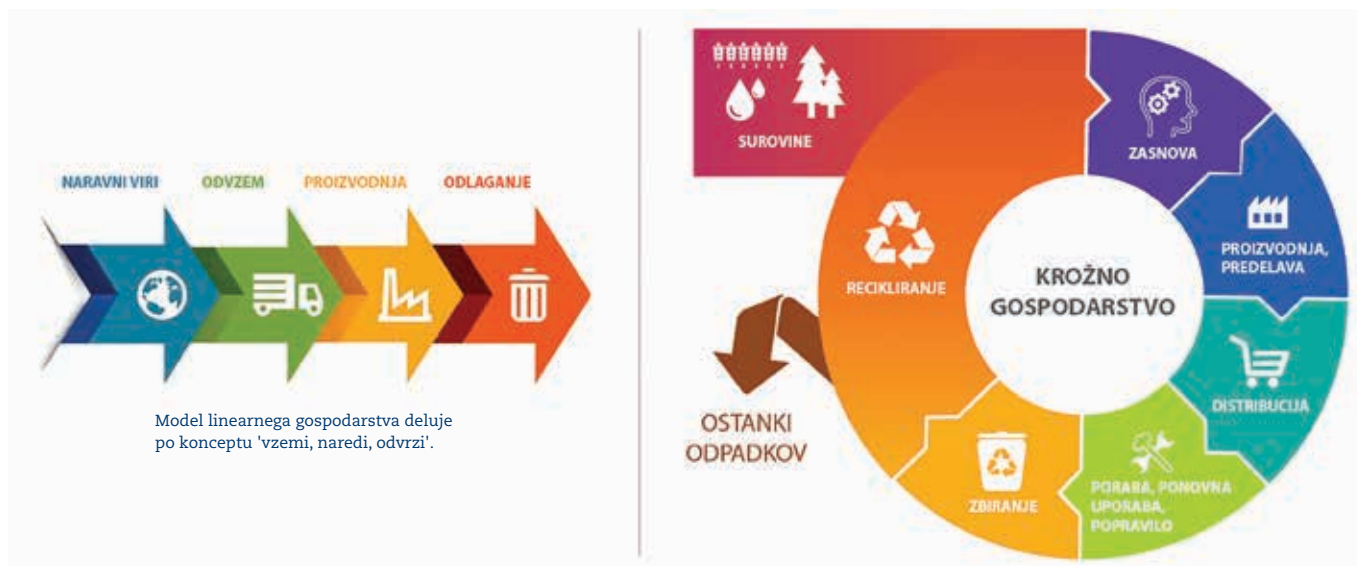 NARAVNI VIRI
ODVZEM
PROIZVODNJA
ODLAGANJE
Model linearnega gospodarstva deluje
po konceptu 'vzemi, naredi, odvrzi'.
SUROVINE
ZASNOVA
PROIZVODNJA,
PREDELAVA
DISTRIBUCIJA
PORABA, PONOVNA
UPORABA,
POPRAVILO
ZBIRANJE
RECIKLIRANJE
OSTANKI
ODPADKOV
KROŽNO
GOSPODARSTVO